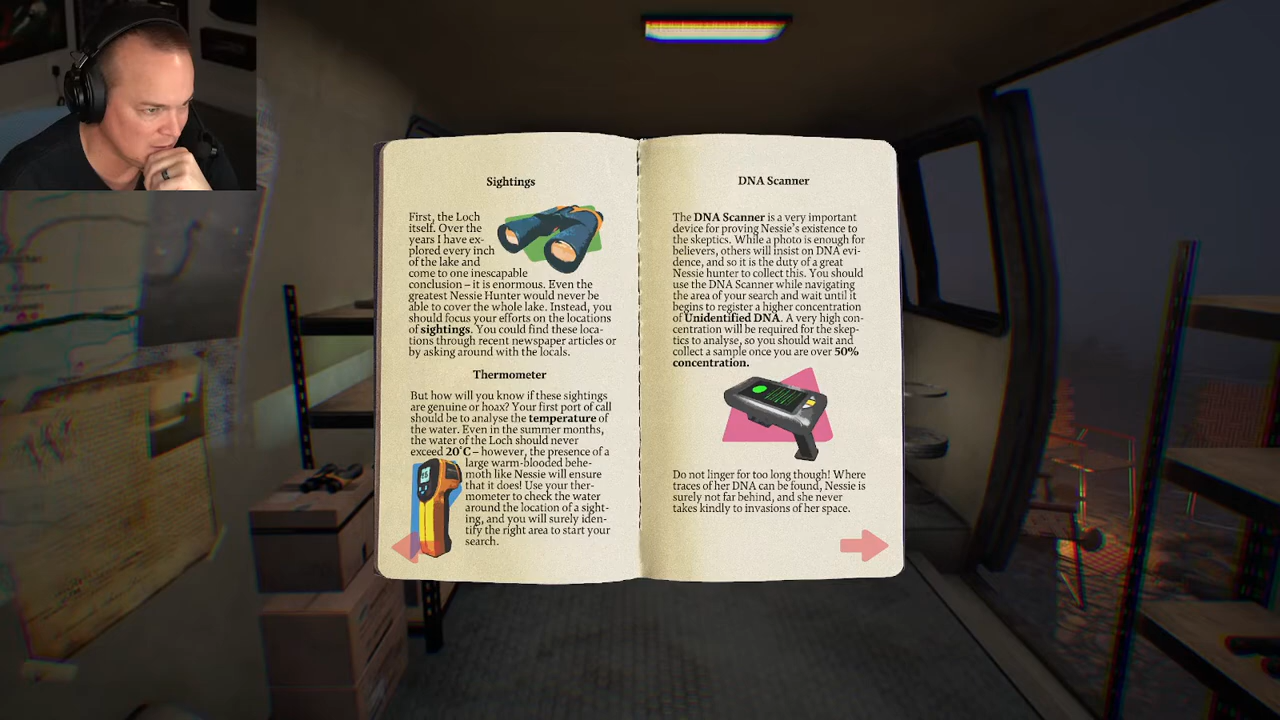 Sightings
First, the Loch
itself. Over the
years I have ex-
plored every inch
of the lake and
come to one inescapable
conclusion – it is enormous. Even the
greatest Nessie Hunter would never be
able to cover the whole lake. Instead, you
should focus your efforts on the locations
of sightings. You could find these loca-
tions through recent newspaper articles or
by asking around with the locals.
Thermometer
But how will you know if these sightings
are genuine or hoax? Your first port of call
should be to analyse the temperature of
the water. Even in the summer months,
the water of the Loch should never
exceed 20°C – however, the presence of a
large warm-blooded behe-
moth like Nessie will ensure
that it does! Use your ther-
mometer to check the water
around the location of a sight-
ing, and you will surely iden-
tify the right area to start your
search.
DNA Scanner
The DNA Scanner is a very important
device for proving Nessie's existence to
the skeptics. While a photo is enough for
believers, others will insist on DNA evi-
dence, and so it is the duty of a great
Nessie hunter to collect this. You should
use the DNA Scanner while navigating
the area of your search and wait until it
begins to register a higher concentration
of Unidentified DNA. A very high con-
centration will be required for the skep-
tics to analyse, so you should wait and
collect a sample once you are over 50%
concentration.
Do not linger for too long though! Where
traces of her DNA can be found, Nessie is
surely not far behind, and she never
takes kindly to invasions of her space.